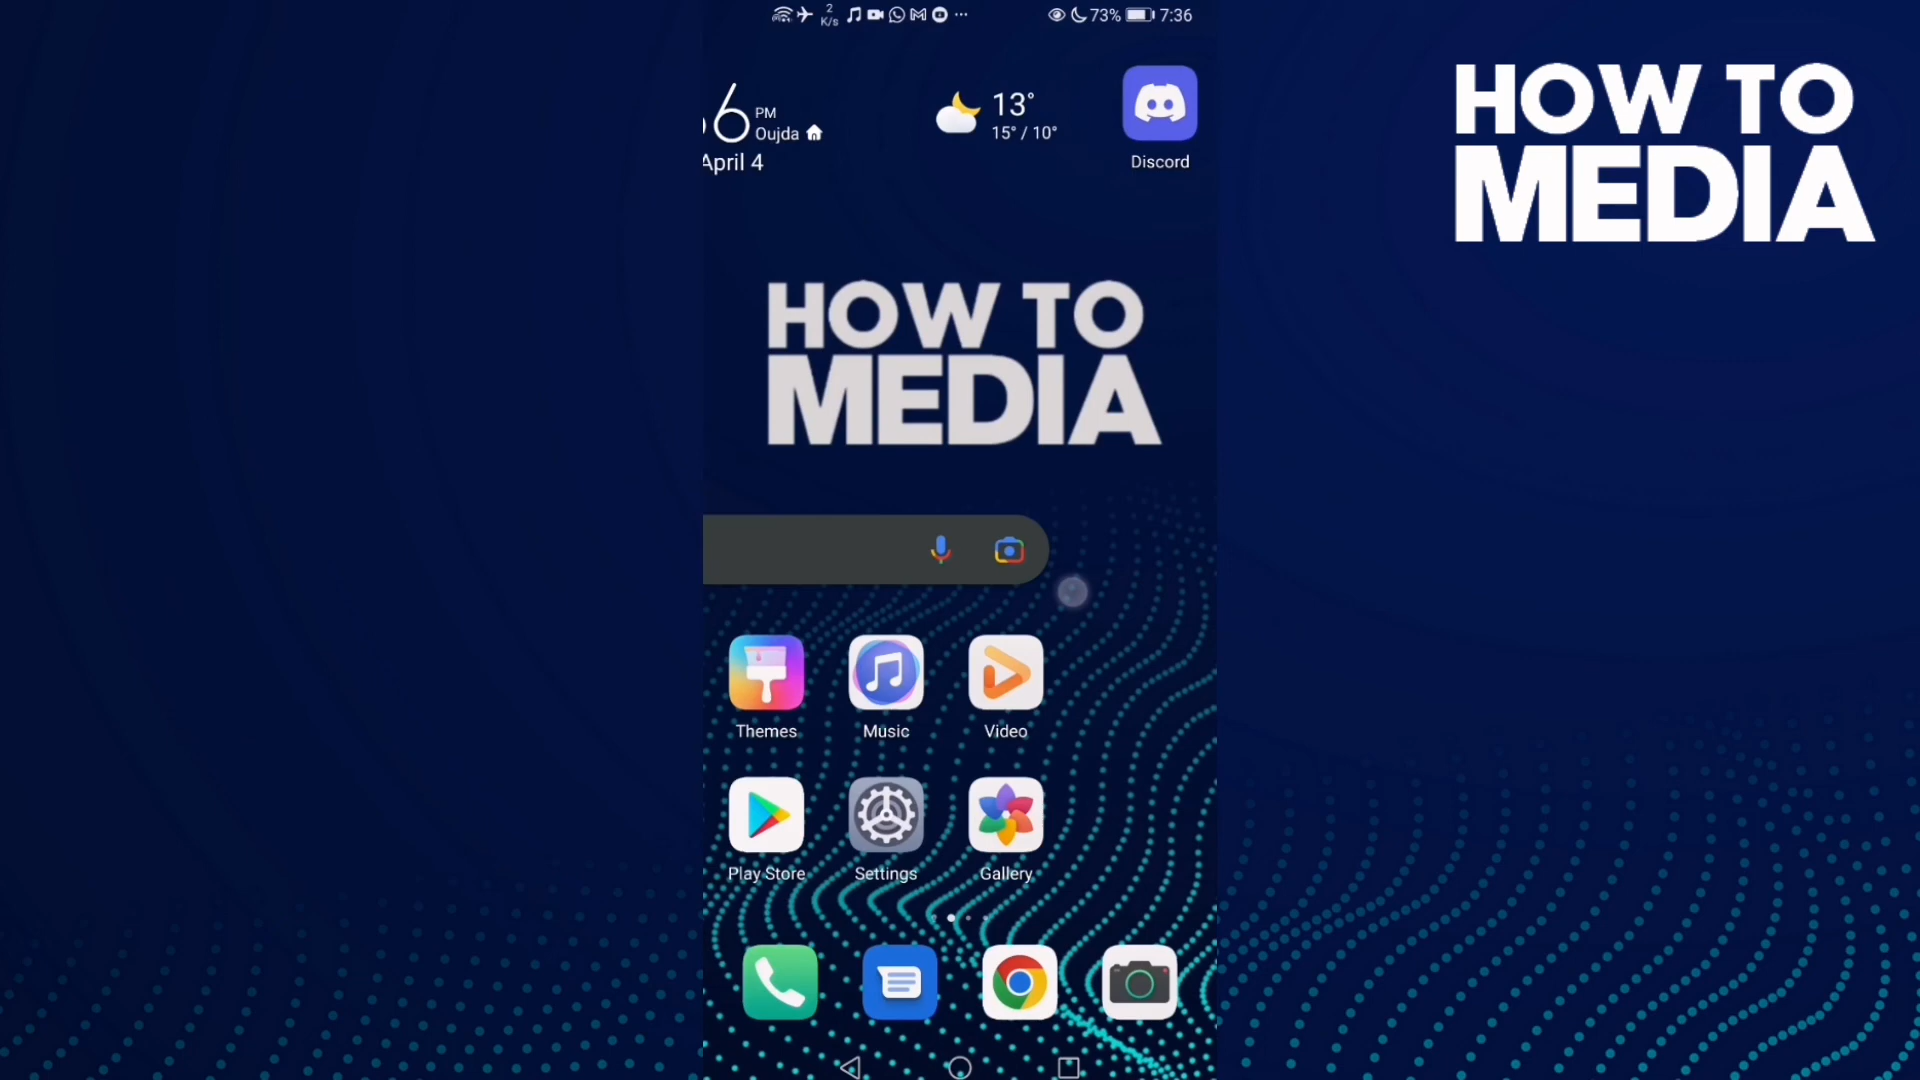 2
K/s
73%
7:36
6
PM
Oujda
April 4
13°
15° / 10°
Discord
HOW TO
MEDIA
HOW TO
MEDIA
Themes
Music
Video
Play Store
Settings
Gallery